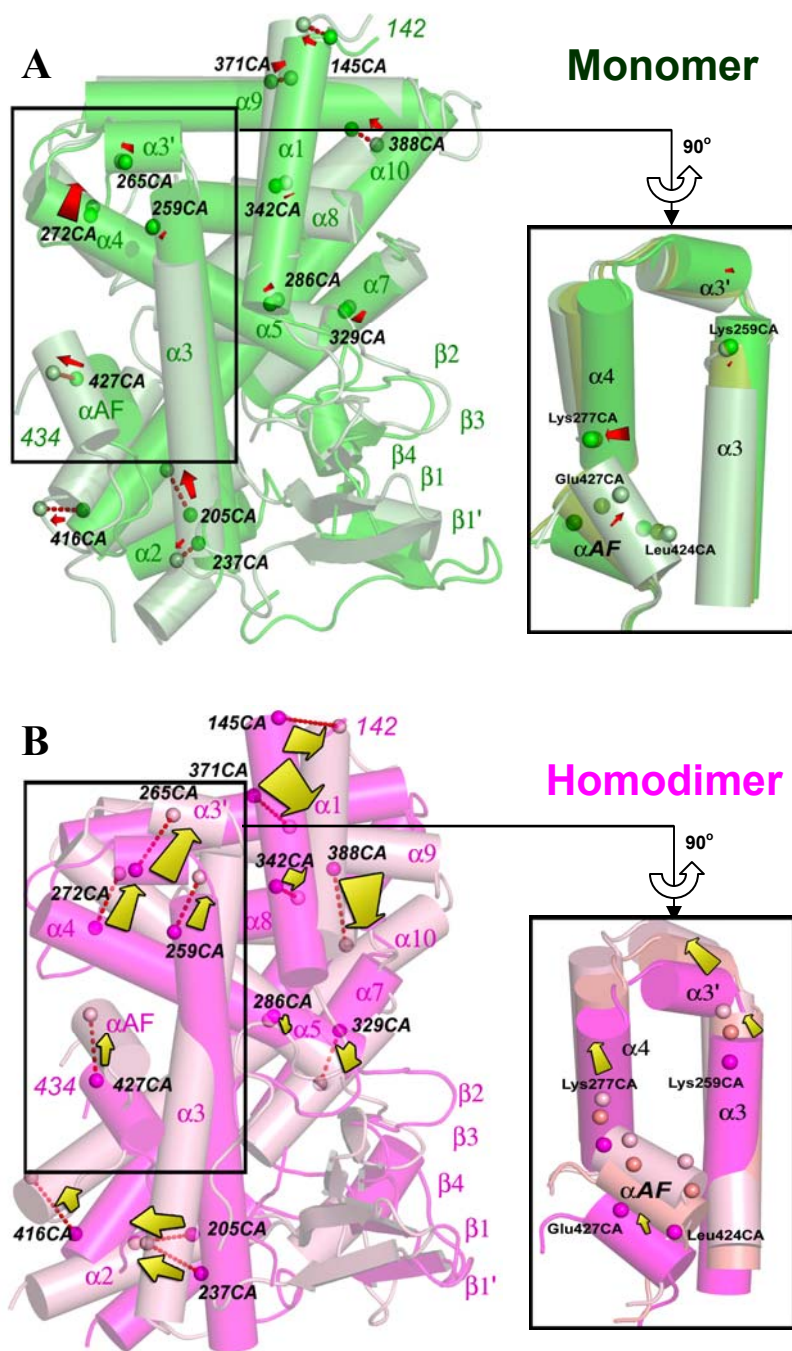 A
Monomer
142
371CA
145CA
α9
α3'
α1
388CA
α10
90°
265CA
259CA
342CA
α8
272CA
α4
286CA
α7
α5
329CA
α3
β2
427CA
αAF
434
β3
β4
β1
β1'
205CA
416CA
α2
237CA
α3'
Lys259CA
α4
Lys277CA
α3
Glu427CA
αAF
Leu424CA
B
Homodimer
145CA
142
371CA
265CA
α3'
α1
90°
342CA
388CA
α9
272CA
α4
α8
259CA
α10
286CA
α7
α5
329CA
αAF
434
427CA
α3
β2
β3
β4
416CA
205CA
β1
α2
237CA
β1'
α3'
α4
Lys277CA
Lys259CA
α3
αAF
Glu427CA
Leu424CA